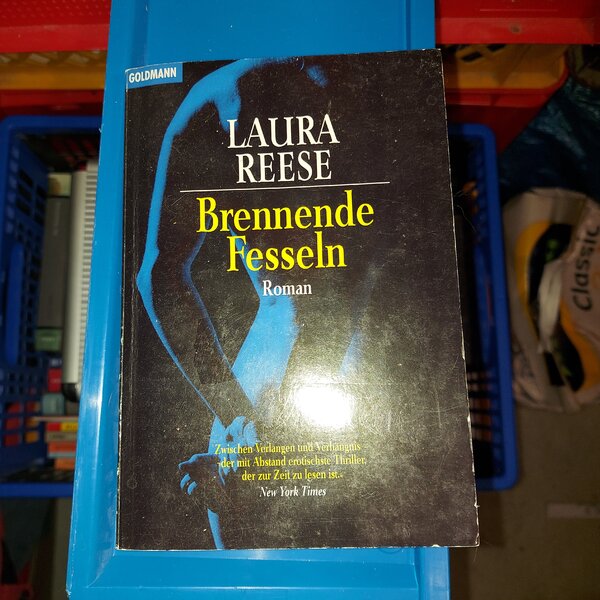 GOLDMANN
LAURA
REESE
Brennende
Fesseln
Roman
Zwischen Verlangen und Verhängnis –
»der mit Abstand erotischste Thriller,
der zur Zeit zu lesen ist.«
New York Times
Classic